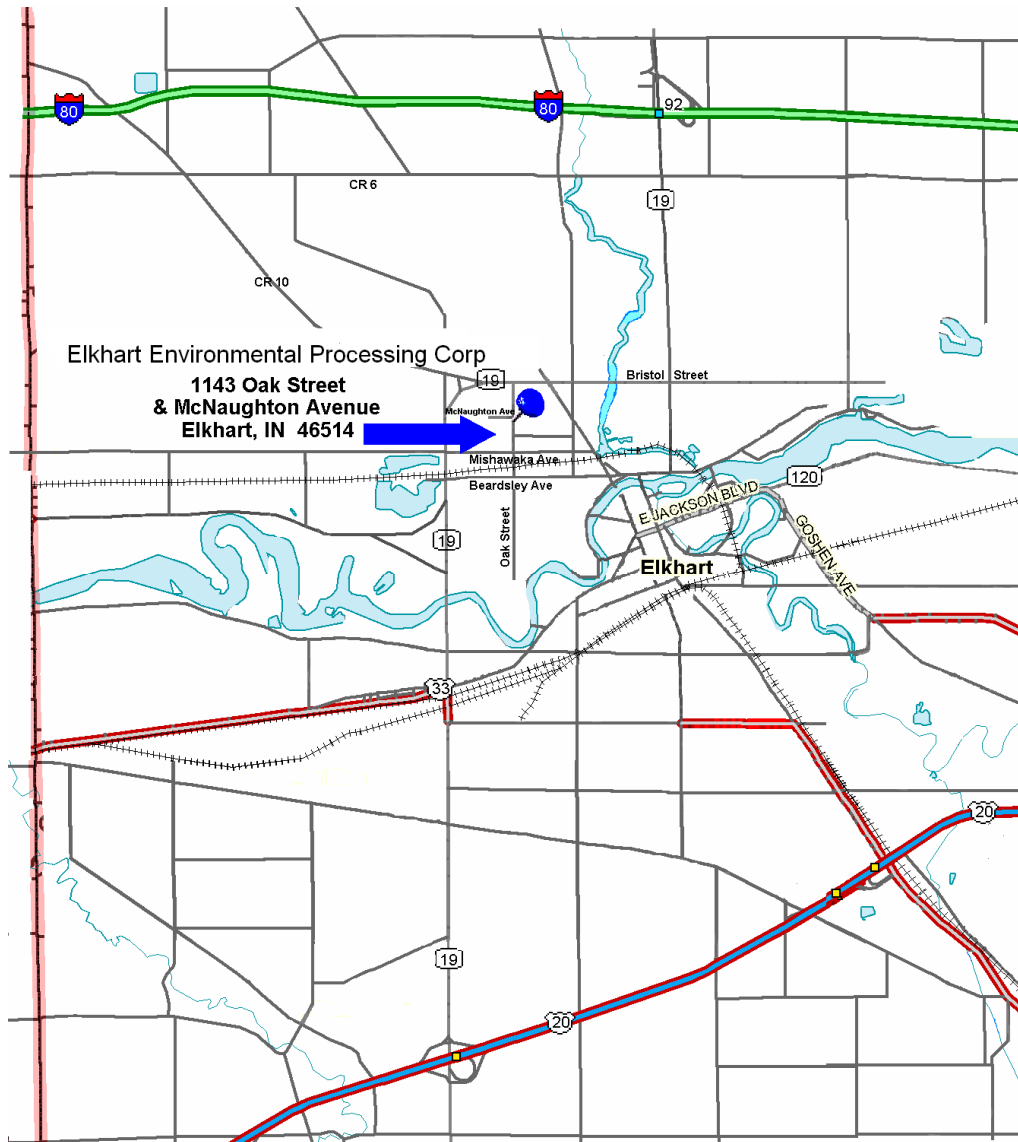 80
80
92
CR 6
19
CR 10
Elkhart Environmental Processing Corp
1143 Oak Street
& McNaughton Avenue
Elkhart, IN 46514
19
Bristol Street
McNaughton Ave
Mishawaka Ave
Beardsley Ave
120
E JACKSON BLVD
GOSHEN AVE
19
Oak Street
Elkhart
33
20
19
20